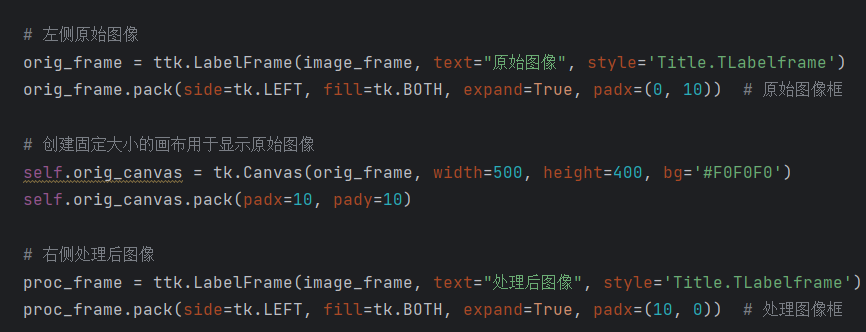 # 左侧原始图像
orig_frame = ttk.LabelFrame(image_frame, text="原始图像", style='Title.TLabelframe')
orig_frame.pack(side=tk.LEFT, fill=tk.BOTH, expand=True, padx=(0, 10))  # 原始图像框
# 创建固定大小的画布用于显示原始图像
self.orig_canvas = tk.Canvas(orig_frame, width=500, height=400, bg='#F0F0F0')
self.orig_canvas.pack(padx=10, pady=10)
# 右侧处理后图像
proc_frame = ttk.LabelFrame(image_frame, text="处理后图像", style='Title.TLabelframe')
proc_frame.pack(side=tk.LEFT, fill=tk.BOTH, expand=True, padx=(10, 0))  # 处理图像框